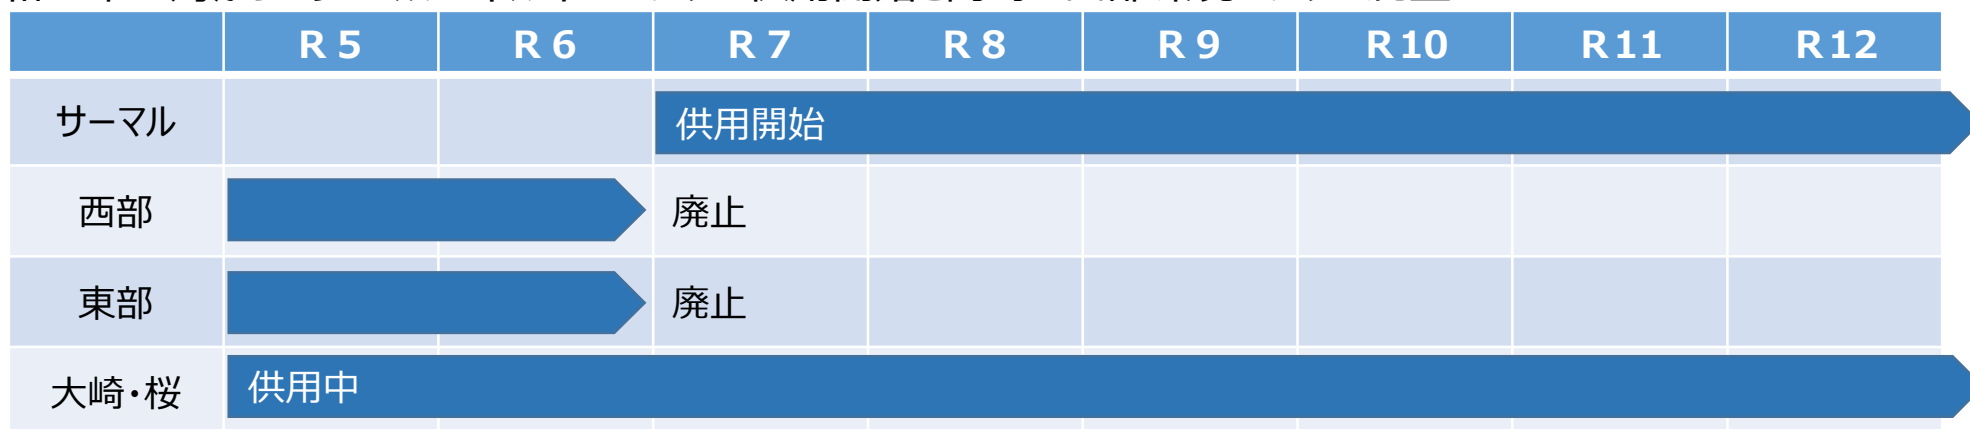 R5 R6 R7 R8 R9 R10 R11 R12
サーマル 供用開始
西部 廃止
東部 廃止
大崎・桜 供用中